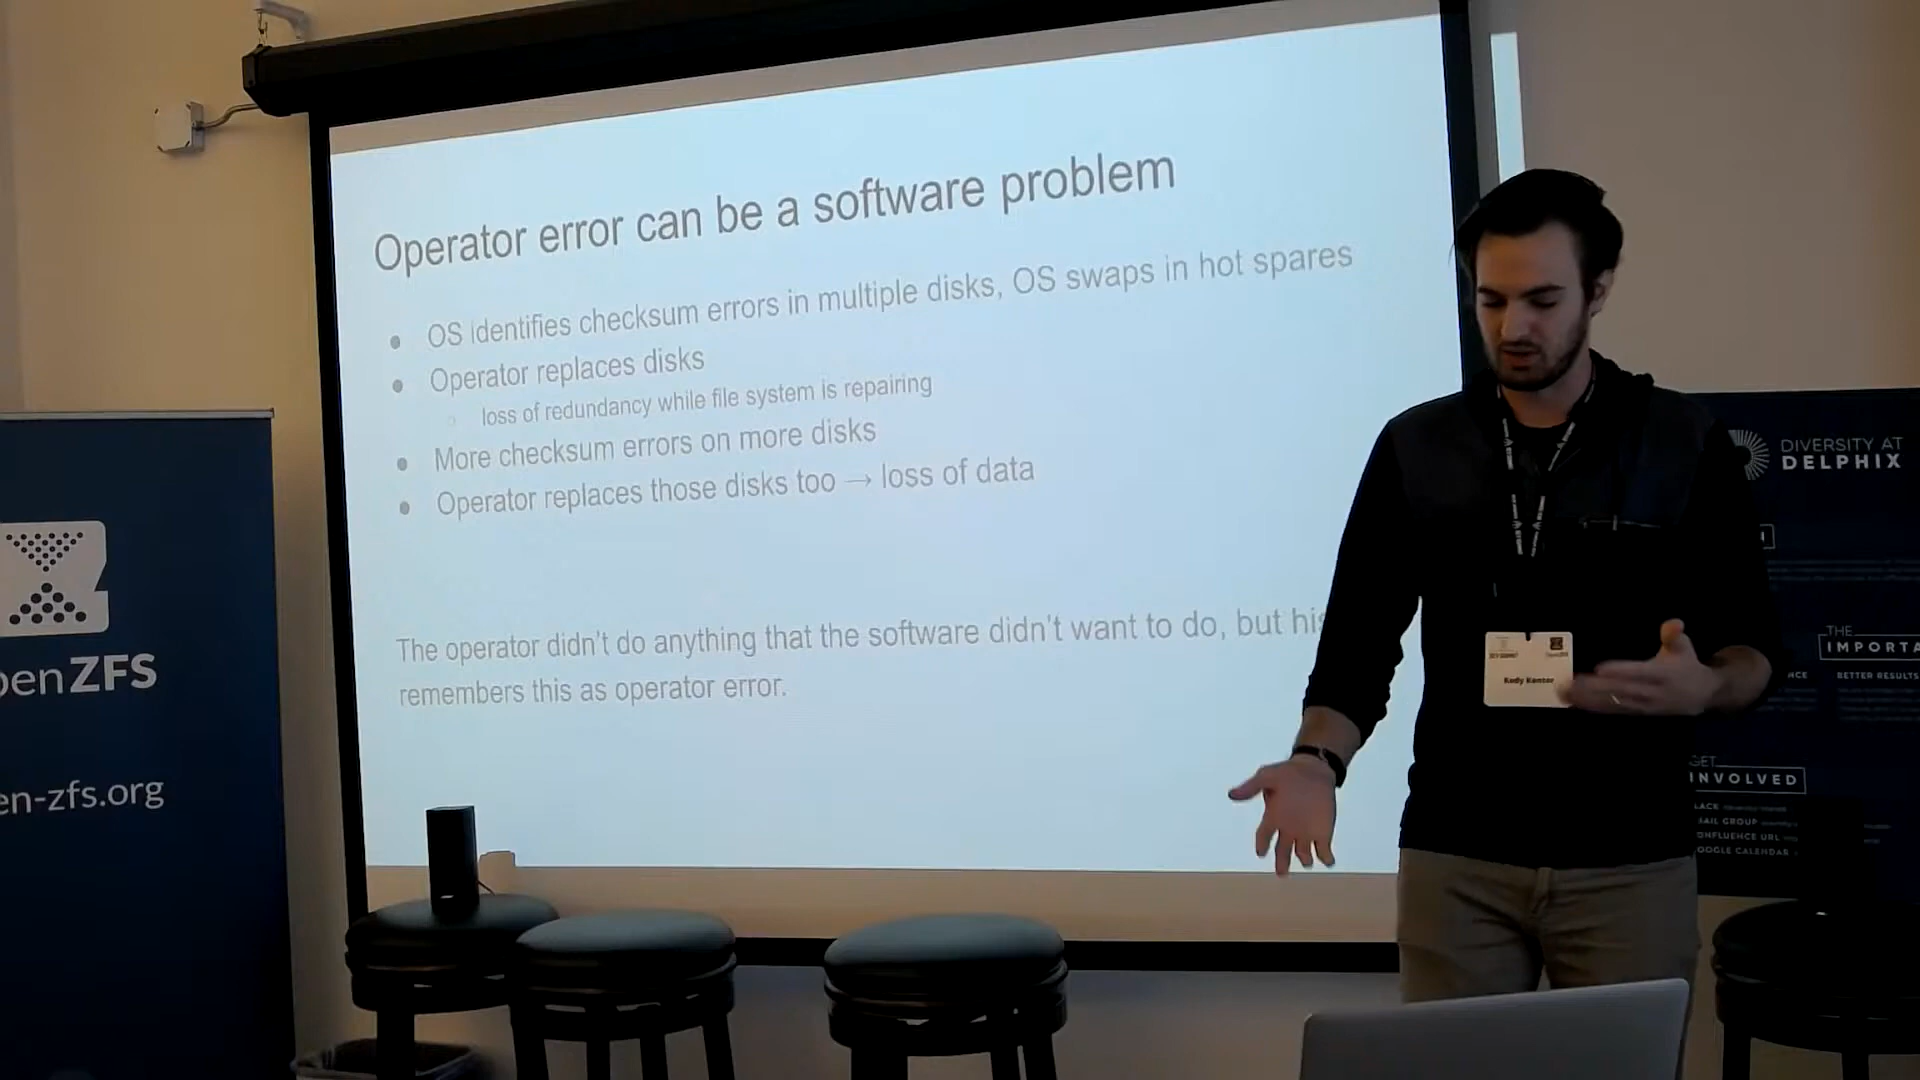 Operator error can be a software problem
OS identifies checksum errors in multiple disks, OS swaps in hot spares
Operator replaces disks
loss of redundancy while file system is repairing
More checksum errors on more disks
Operator replaces those disks too → loss of data
The operator didn't do anything that the software didn't want to do, but his
remembers this as operator error.
penZFS
en-zfs.org
Kody Kantor
DIVERSITY AT
DELPHIX
THE
IMPORTA
BETTER RESULTS
GET
INVOLVED